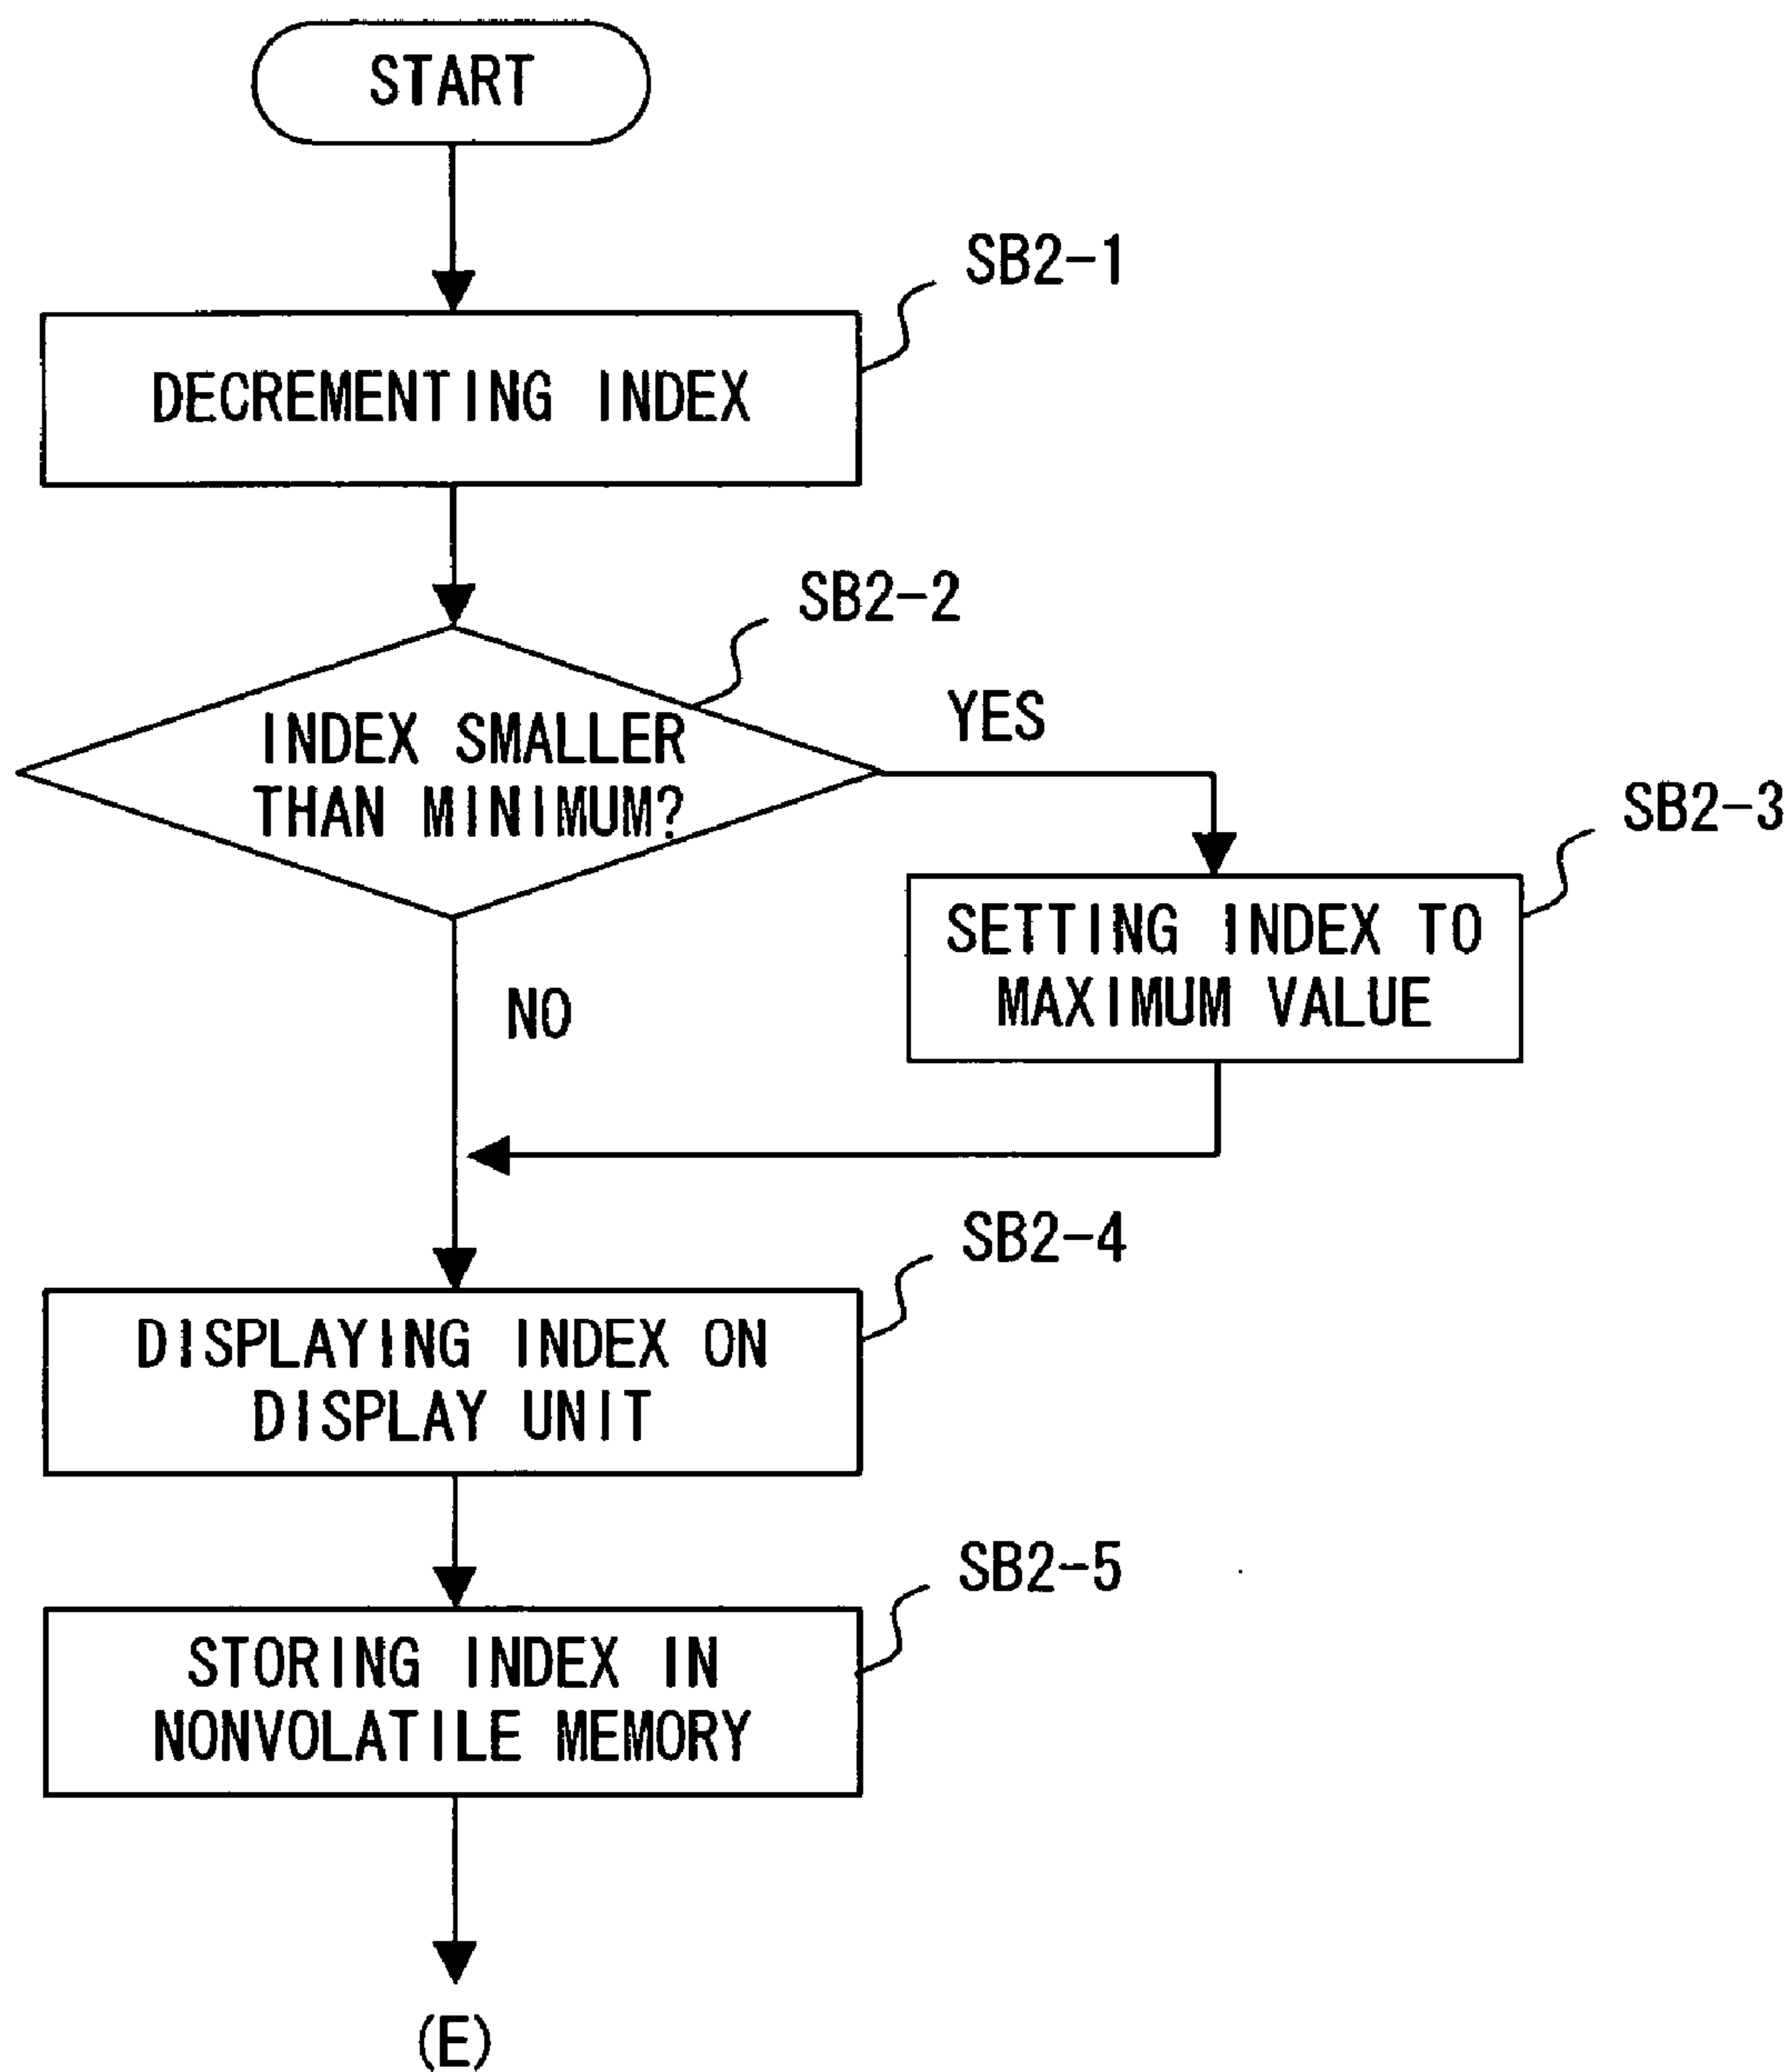 START
SB2-1
DECREMENTING INDEX
SB2-2
INDEX SMALLER
THAN MINIMUM?
YES
SB2-3
SETTING INDEX TO
MAXIMUM VALUE
NO
SB2-4
DISPLAYING INDEX ON
DISPLAY UNIT
SB2-5
STORING INDEX IN
NONVOLATILE MEMORY
(E)